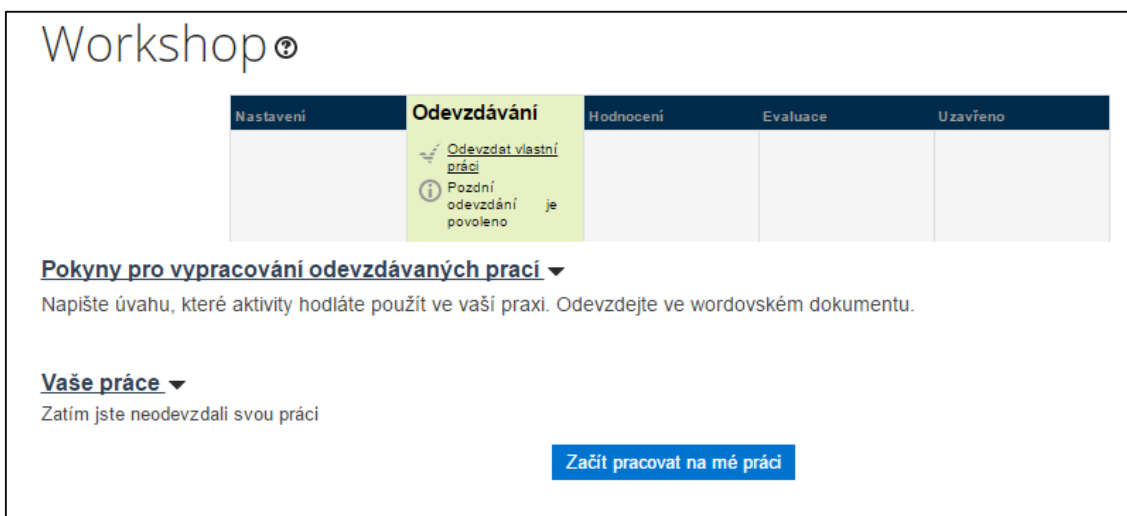 Workshop
Nastavení
Odevzdávání
Hodnocení
Evaluace
Uzavřeno
Odevzdat vlastní
práci
Pozdní
odevzdání je
povoleno
Pokyny pro vypracování odevzdávaných prací
Napište úvahu, které aktivity hodláte použít ve vaší praxi. Odevzdejte ve wordovském dokumentu.
Vaše práce
Zatím jste neodevzdali svou práci
Začít pracovat na mé práci